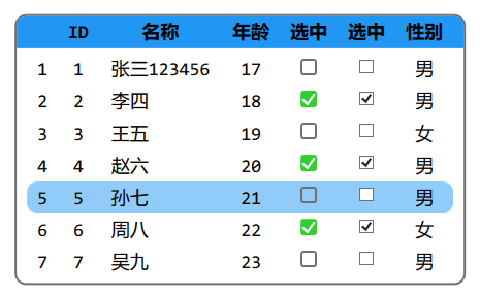 ID 名称 年龄 选中 选中 性别
1 1 张三123456 17 男
2 2 李四 18 男
3 3 王五 19 女
4 4 赵六 20 男
5 5 孙七 21 男
6 6 周八 22 女
7 7 吴九 23 男